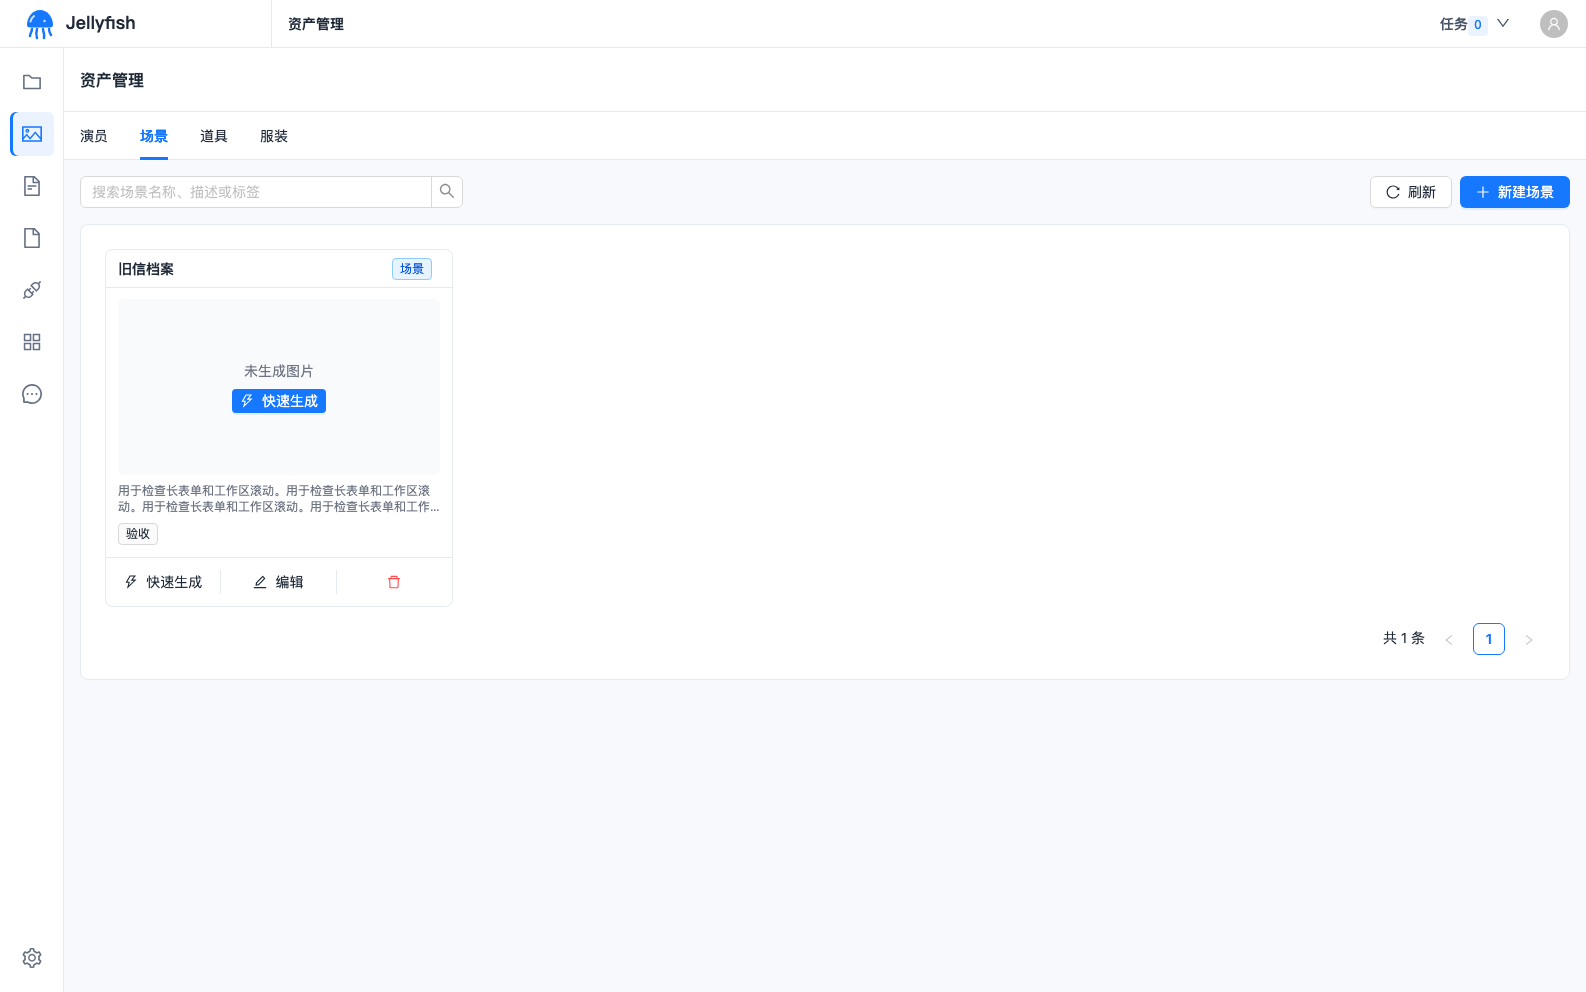 Jellyfish
资产管理
任务 0
资产管理
演员 场景 道具 服装
搜索场景名称、描述或标签
刷新
新建场景
旧信档案
场景
未生成图片
快速生成
用于检查长表单和工作区滚动。用于检查长表单和工作区滚
动。用于检查长表单和工作区滚动。用于检查长表单和工作...
验收
快速生成 编辑
共 1 条
1